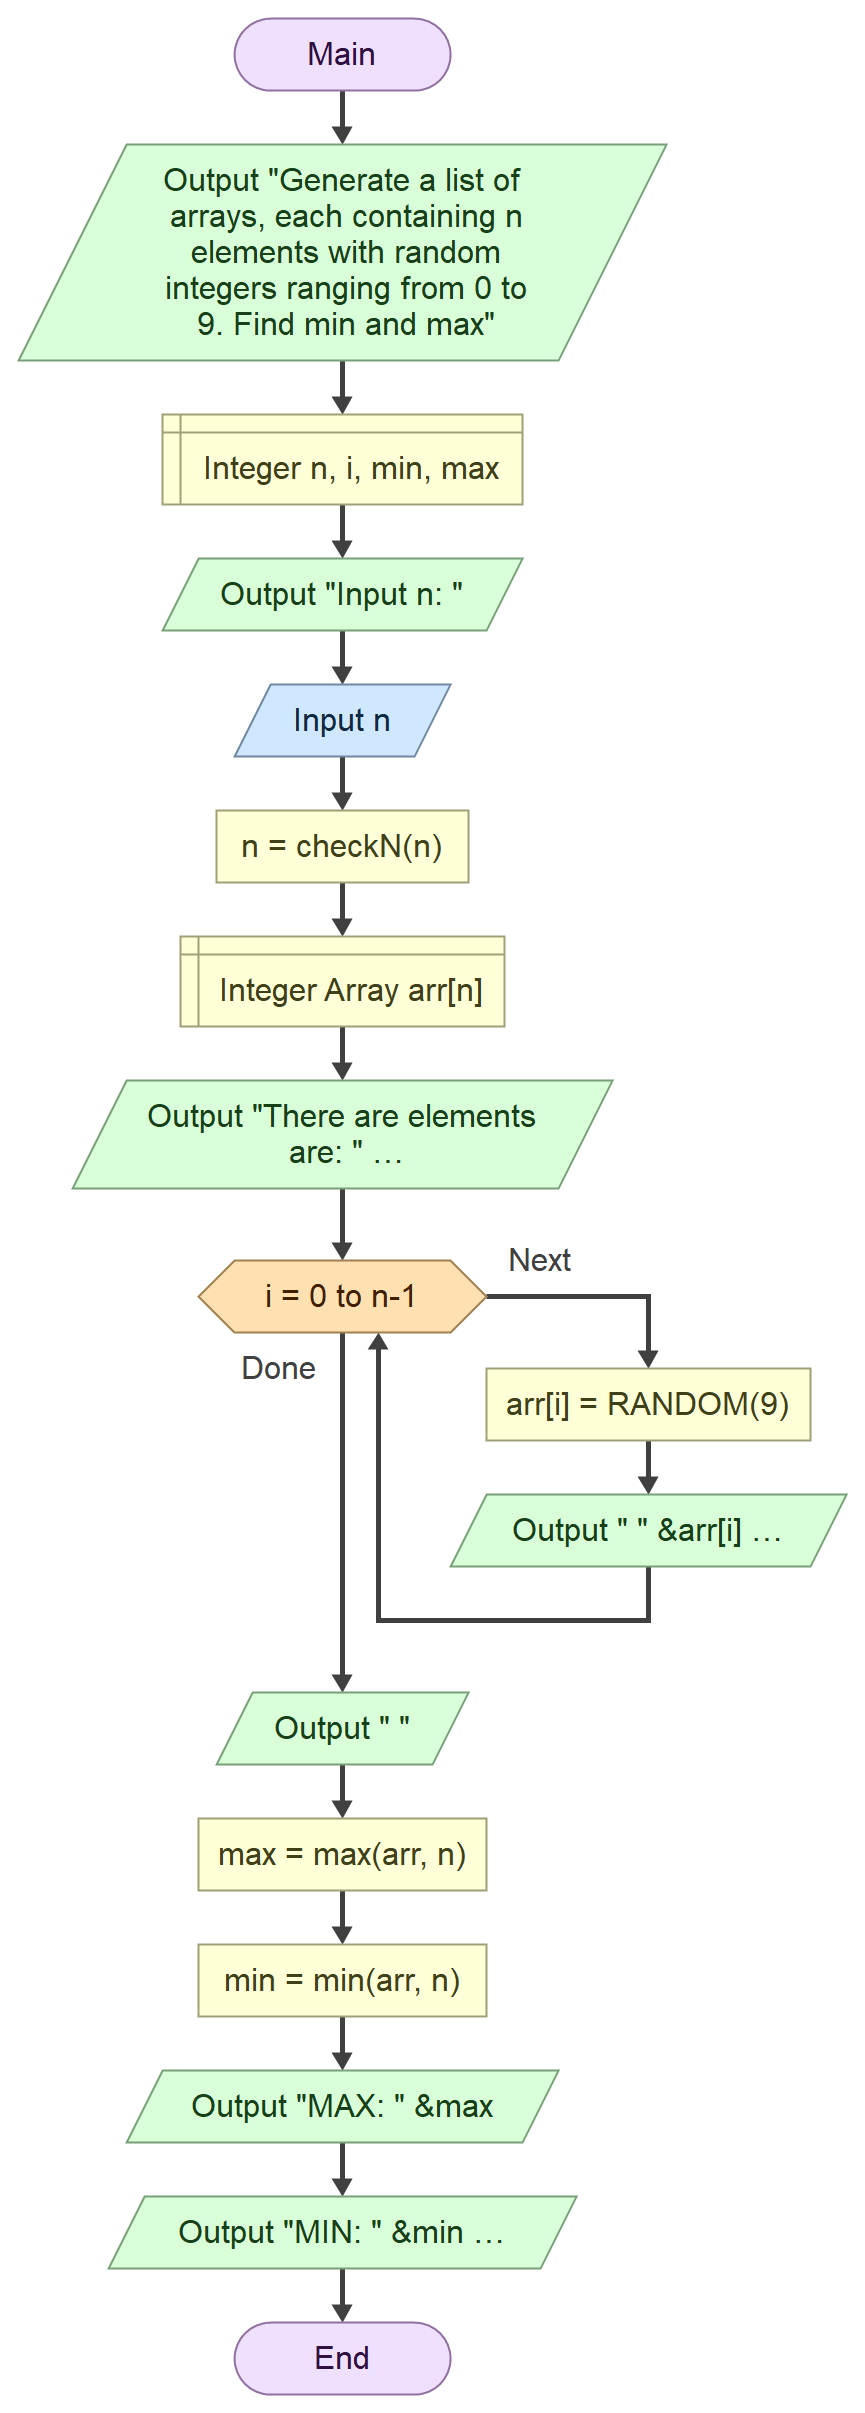 Main
Output "Generate a list of
arrays, each containing n
elements with random
integers ranging from 0 to
9. Find min and max"
Integer n, i, min, max
Output "Input n: "
Input n
n = checkN(n)
Integer Array arr[n]
Output "There are elements
are: " …
i = 0 to n-1
Next
Done
arr[i] = RANDOM(9)
Output " " &arr[i] …
Output " "
max = max(arr, n)
min = min(arr, n)
Output "MAX: " &max
Output "MIN: " &min …
End